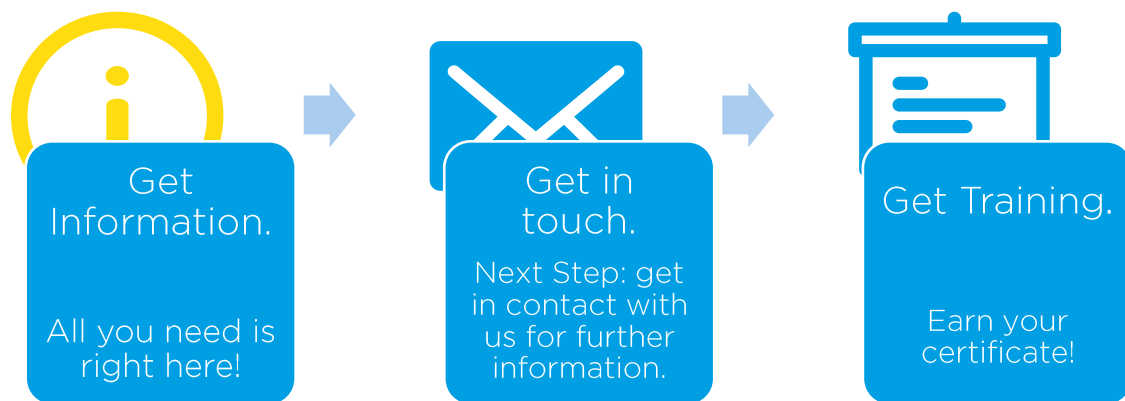 Get
Information.
All you need is
right here!
Get in
touch.
Next Step: get
in contact with
us for further
information.
Get Training.
Earn your
certificate!